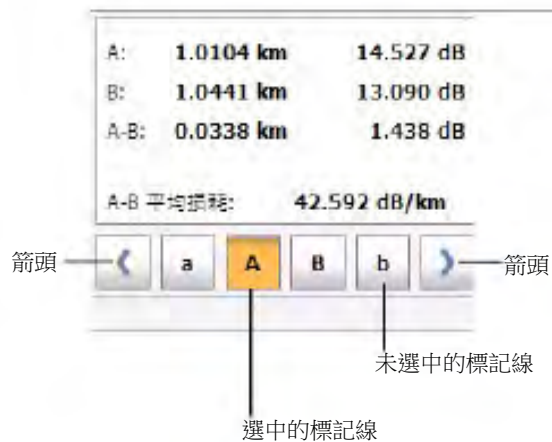 A: 1.0104 km 14.527 dB
B: 1.0441 km 13.090 dB
A-B: 0.0338 km 1.438 dB
A-B 平均損耗: 42.592 dB/km
箭頭 a A B b 箭頭
未選中的標記線
選中的標記線